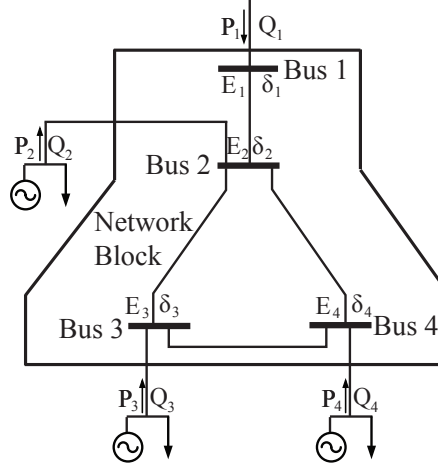 P₁ Q₁
Bus 1
E₁ δ₁
P₂ Q₂
E₂ δ₂
Bus 2
Network
Block
E₃ δ₃
E₄ δ₄
Bus 3
Bus 4
P₃ Q₃
P₄ Q₄